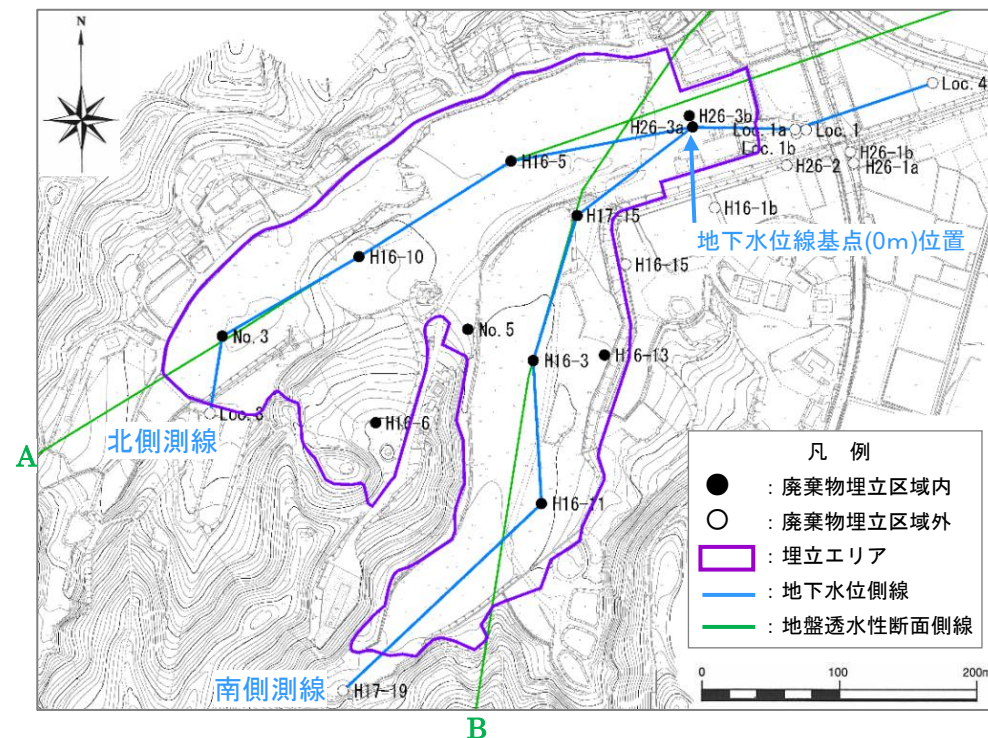 N
Loc. 4
H26-3b
H26-3a
Loc. 1a
Loc. 1
Loc. 1b
H26-1b
H26-1a
H26-2
H16-5
H16-1b
H17-15
地下水位線基点(0m)位置
H16-10
H16-15
No. 3
No. 5
H16-3
H16-13
Loc. 3
H16-6
北側測線
A
H16-11
凡 例
：廃棄物埋立区域内
：廃棄物埋立区域外
：埋立エリア
：地下水位側線
：地盤透水性断面側線
南側測線
H17-19
0 100 200m
B